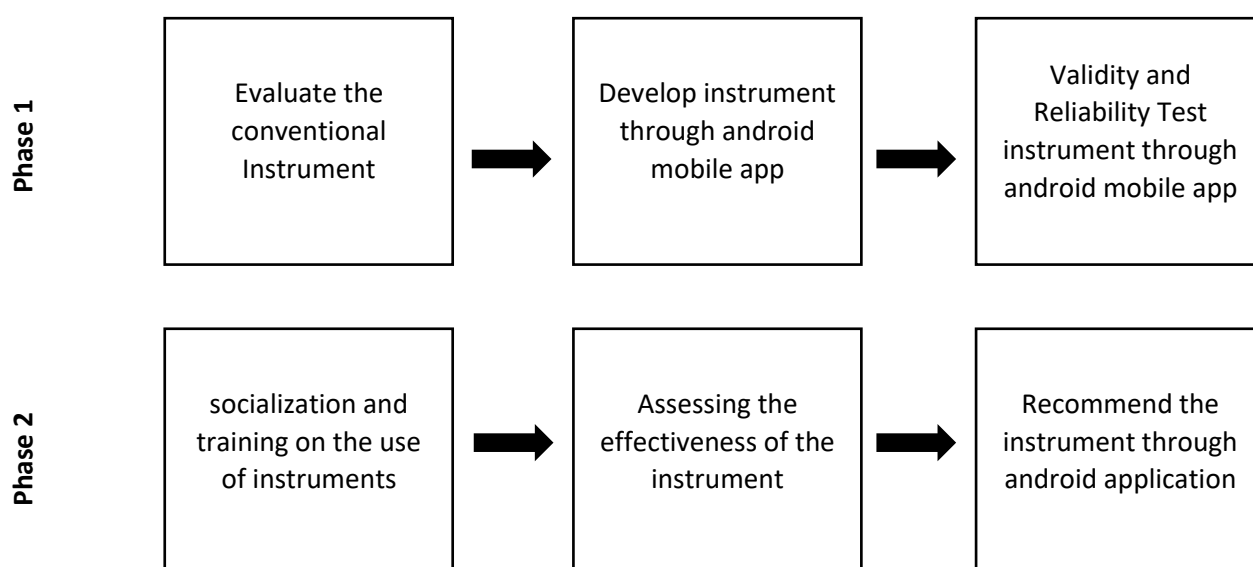 Phase 1
Evaluate the
conventional
Instrument
Develop instrument
through android
mobile app
Validity and
Reliability Test
instrument through
android mobile app
Phase 2
socialization and
training on the use
of instruments
Assessing the
effectiveness of the
instrument
Recommend the
instrument through
android application